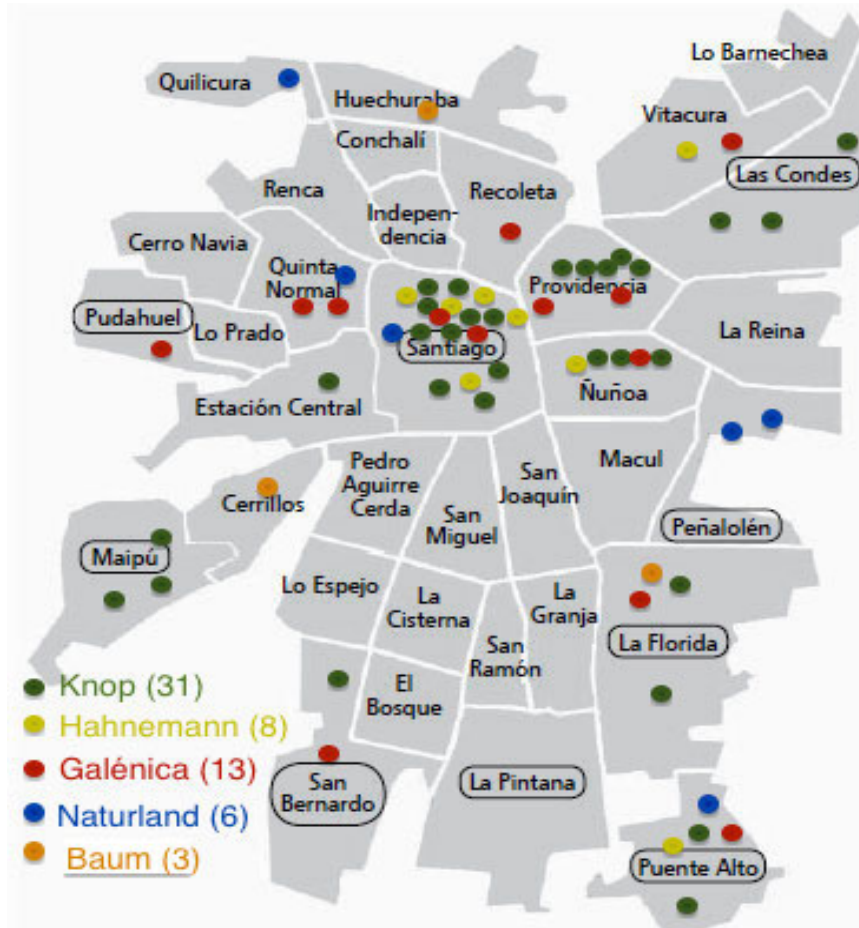 Lo Barnechea
Quilicura
Huechuraba
Vitacura
Conchalí
Las Condes
Renca
Recoleta
Indepen-
dencia
Cerro Navia
Quinta
Normal
Providencia
Pudahuel
Lo Prado
La Reina
Santiago
Ñuñoa
Estación Central
Pedro
Aguirre
Cerda
San
Joaquín
Macul
Cerrillos
San
Miguel
Peñalolén
Maipú
Lo Espejo
La
Cisterna
La
Granja
San
Ramón
La Florida
El
Bosque
Knop (31)
Hahnemann (8)
Galénica (13)
Naturland (6)
Baum (3)
San
Bernardo
La Pintana
Puente Alto